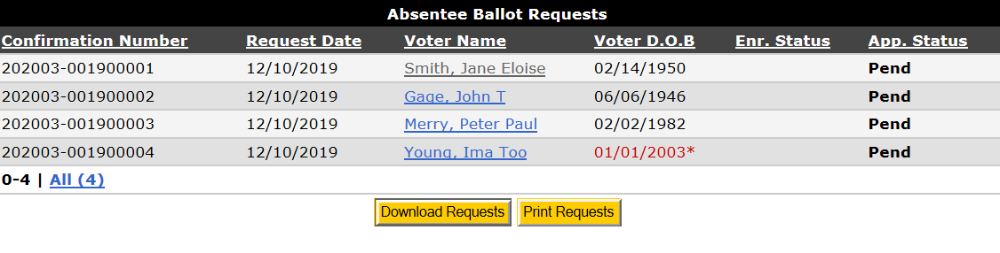 Absentee Ballot Requests
Confirmation Number Request Date Voter Name Voter D.O.B Enr. Status App. Status
202003-001900001 12/10/2019 Smith, Jane Eloise 02/14/1950 Pend
202003-001900002 12/10/2019 Gage, John T 06/06/1946 Pend
202003-001900003 12/10/2019 Merry, Peter Paul 02/02/1982 Pend
202003-001900004 12/10/2019 Young, Ima Too 01/01/2003* Pend
0-4 | All (4)
Download Requests Print Requests